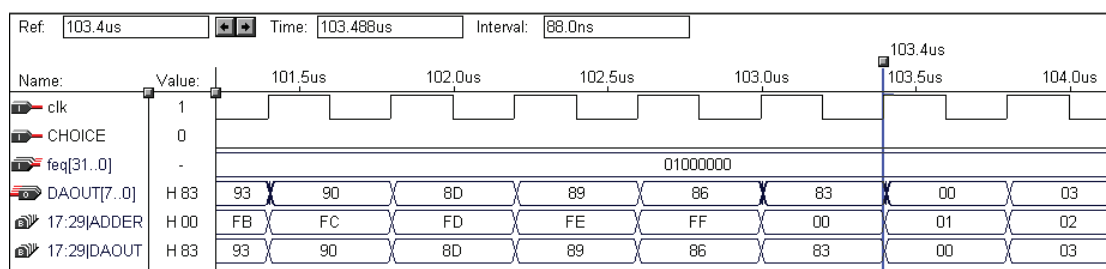 Ref: 103.4us Time: 103.488us Interval: 88.0ns
103.4us
Name: Value: 101.5us 102.0us 102.5us 103.0us 103.5us 104.0us
clk 1
CHOICE 0
feq[31..0] - 01000000
DAOUT[7..0] H 83 93 90 8D 89 86 83 00 03
17:29|ADDER H 00 FB FC FD FE FF 00 01 02
17:29|DAOUT H 83 93 90 8D 89 86 83 00 03